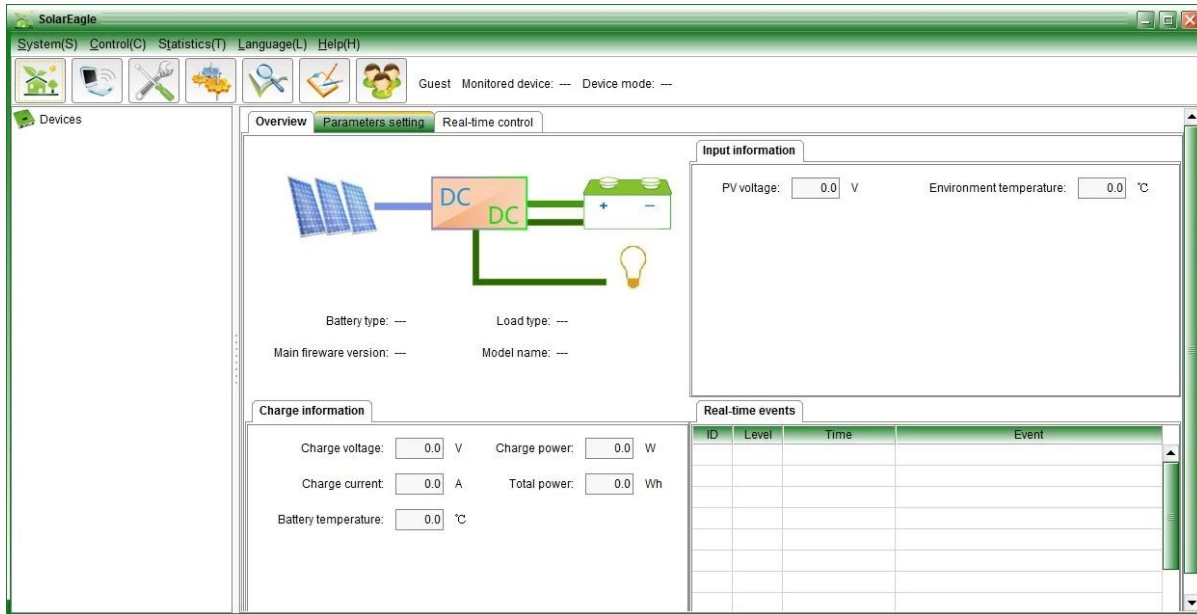 SolarEagle
System(S) Control(C) Statistics(T) Language(L) Help(H)
Guest Monitored device: --- Device mode: ---
Devices
Overview Parameters setting Real-time control
DC
DC
+ −
Battery type: --- Load type: ---
Main fireware version: --- Model name: ---
Input information
PV voltage: 0.0 V Environment temperature: 0.0 ℃
Charge information
Charge voltage: 0.0 V Charge power: 0.0 W
Charge current: 0.0 A Total power: 0.0 Wh
Battery temperature: 0.0 ℃
Real-time events
ID Level Time Event